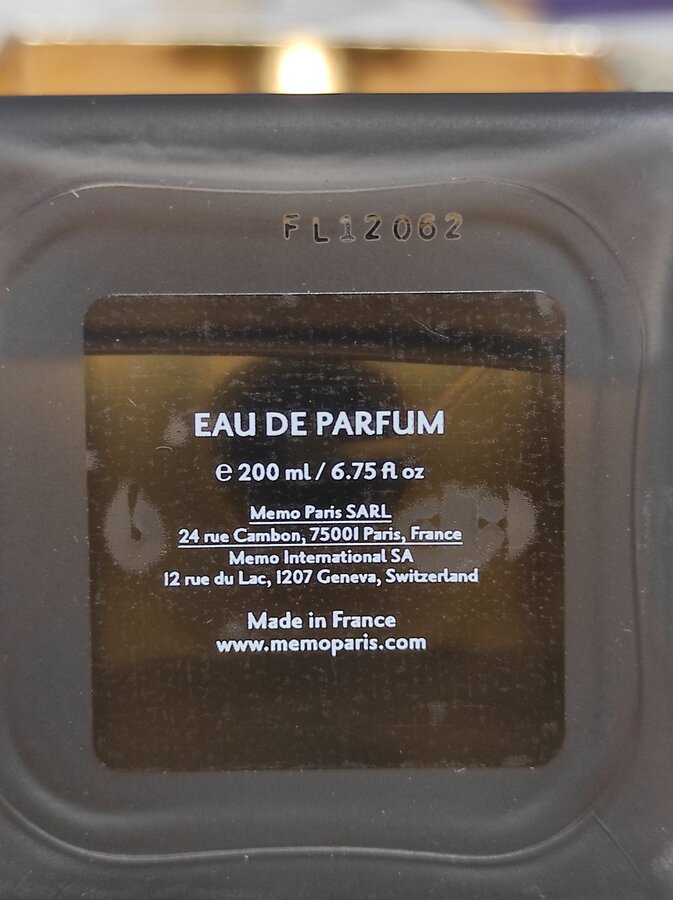 FL12062
EAU DE PARFUM
℮ 200 ml / 6.75 fl oz
Memo Paris SARL
24 rue Cambon, 75001 Paris, France
Memo International SA
12 rue du Lac, 1207 Geneva, Switzerland
Made in France
www.memoparis.com